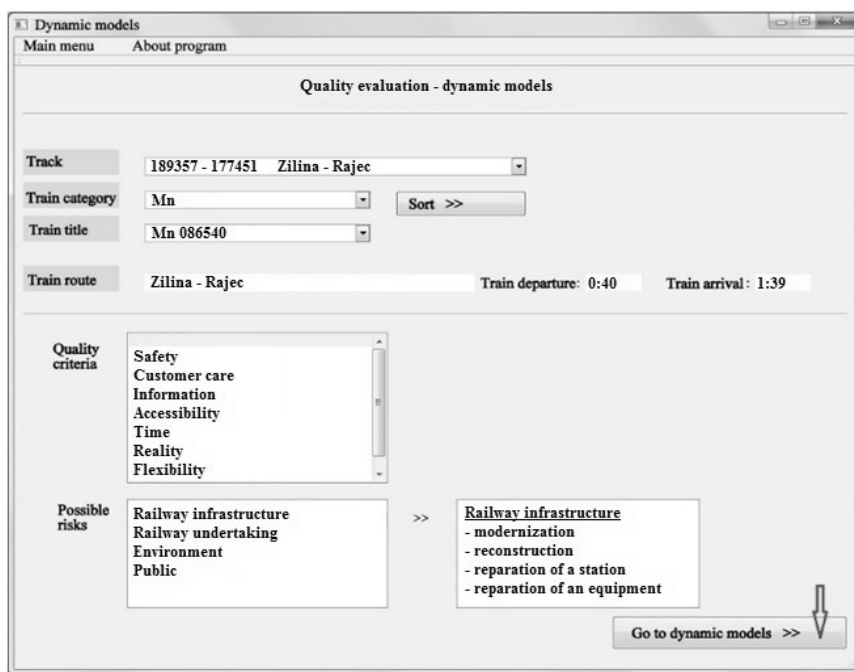 Dynamic models
Main menu About program
Quality evaluation - dynamic models
Track 189357 - 177451 Zilina - Rajec
Train category Mn Sort >>
Train title Mn 086540
Train route Zilina - Rajec Train departure: 0:40 Train arrival: 1:39
Quality criteria
Safety
Customer care
Information
Accessibility
Time
Reality
Flexibility
Possible risks
Railway infrastructure
Railway undertaking
Environment
Public
>>
Railway infrastructure
- modernization
- reconstruction
- reparation of a station
- reparation of an equipment
Go to dynamic models >>